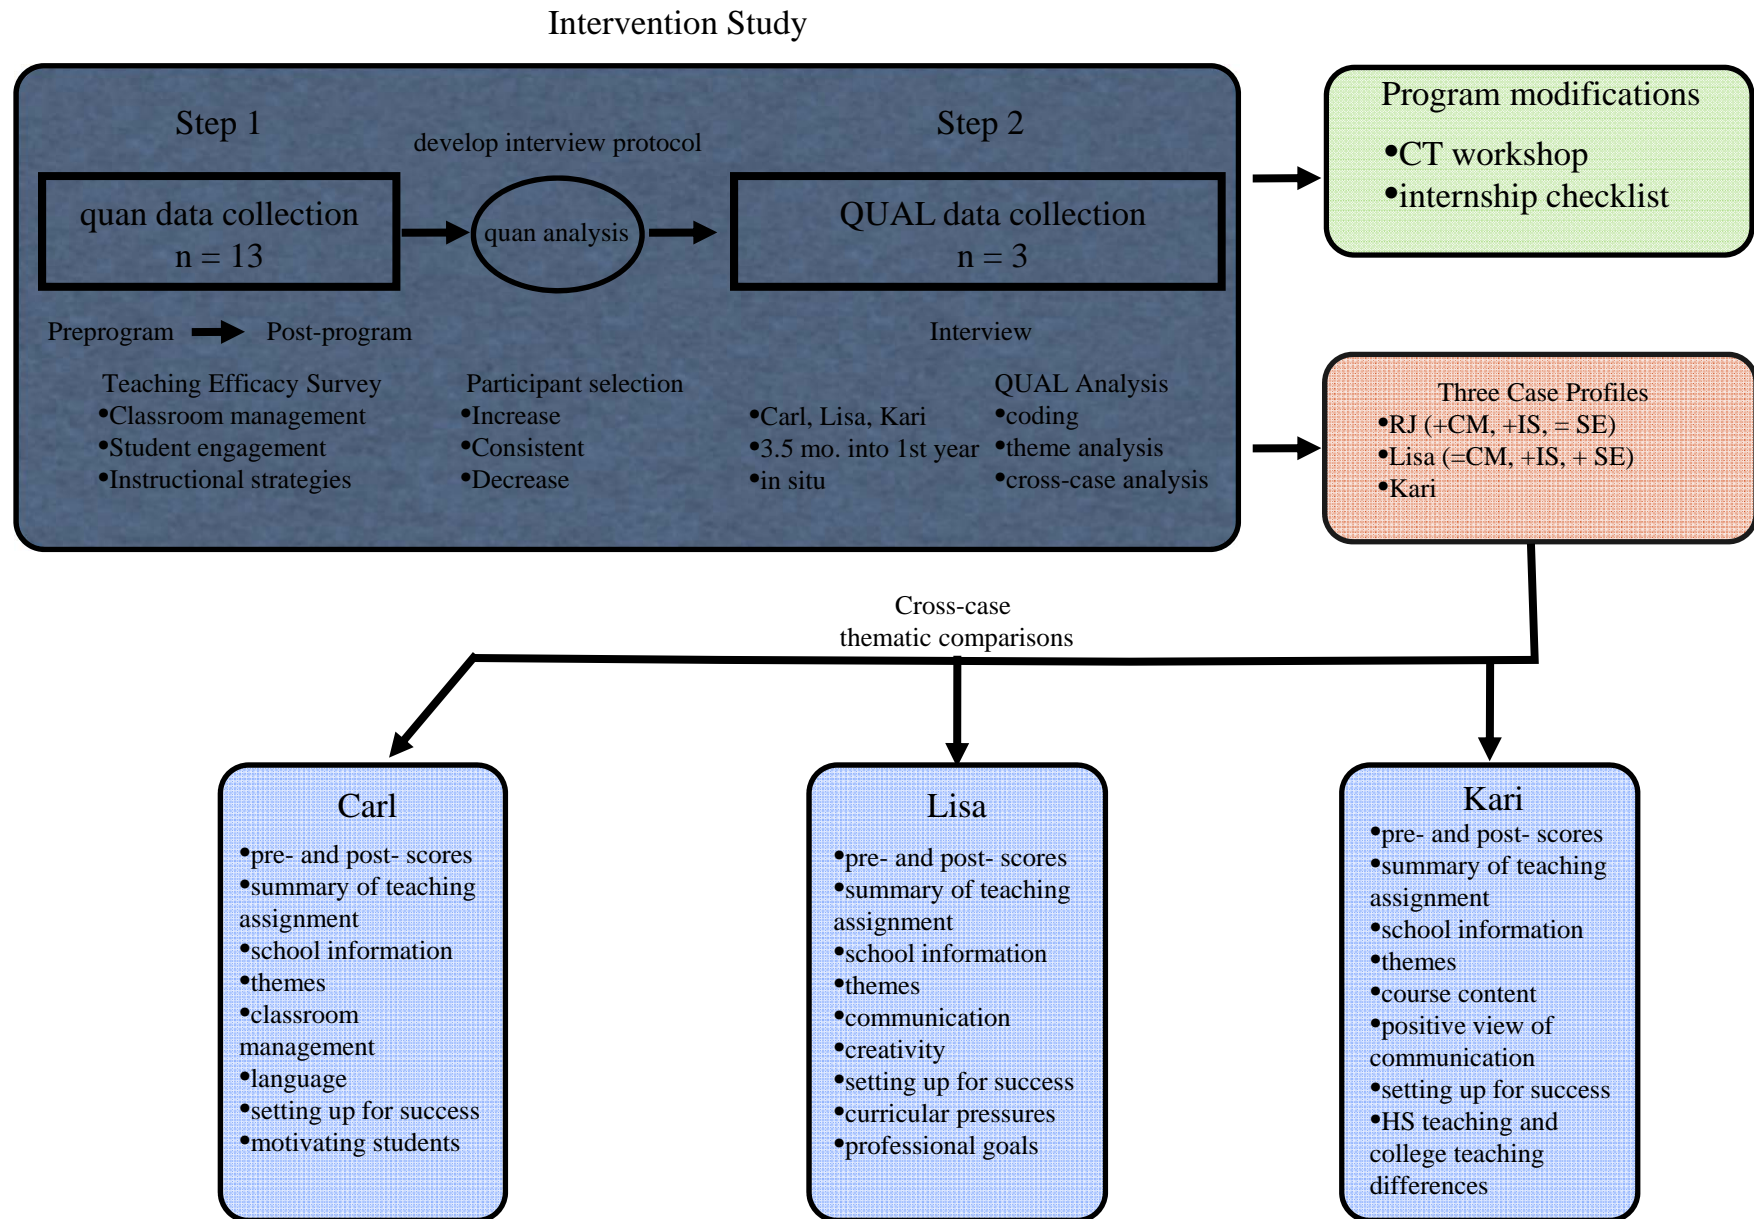 Intervention Study
Step 1
develop interview protocol
Step 2
quan data collection
n = 13
quan analysis
QUAL data collection
n = 3
Preprogram
Post-program
Interview
Teaching Efficacy Survey
•Classroom management
•Student engagement
•Instructional strategies
Participant selection
•Increase
•Consistent
•Decrease
•Carl, Lisa, Kari
•3.5 mo. into 1st year
•in situ
QUAL Analysis
•coding
•theme analysis
•cross-case analysis
Program modifications
•CT workshop
•internship checklist
Three Case Profiles
•RJ (+CM, +IS, = SE)
•Lisa (=CM, +IS, + SE)
•Kari
Cross-case
thematic comparisons
Carl
•pre- and post- scores
•summary of teaching
assignment
•school information
•themes
•classroom
management
•language
•setting up for success
•motivating students
Lisa
•pre- and post- scores
•summary of teaching
assignment
•school information
•themes
•communication
•creativity
•setting up for success
•curricular pressures
•professional goals
Kari
•pre- and post- scores
•summary of teaching
assignment
•school information
•themes
•course content
•positive view of
communication
•setting up for success
•HS teaching and
college teaching
differences